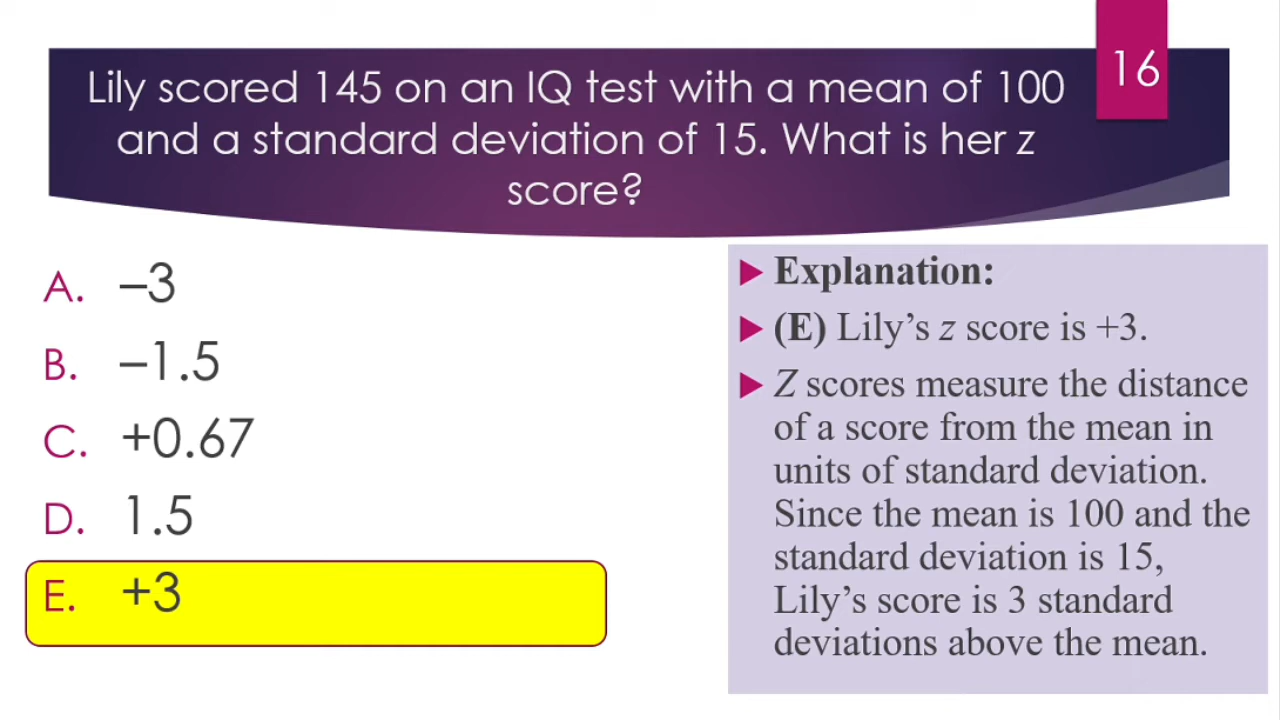 16
Lily scored 145 on an IQ test with a mean of 100
and a standard deviation of 15. What is her z
score?
A. –3
B. –1.5
C. +0.67
D. 1.5
E. +3
Explanation:
(E) Lily’s z score is +3.
Z scores measure the distance
of a score from the mean in
units of standard deviation.
Since the mean is 100 and the
standard deviation is 15,
Lily’s score is 3 standard
deviations above the mean.